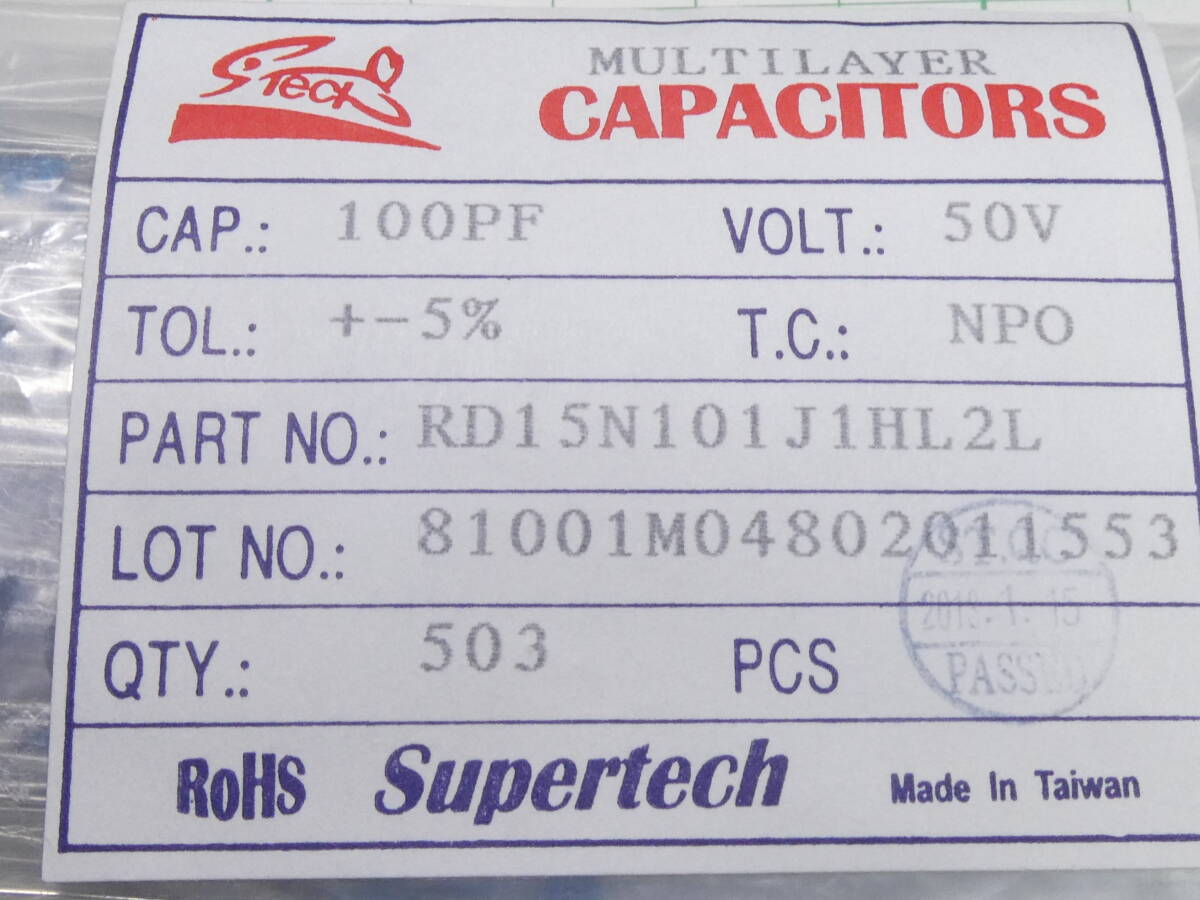 S.Tech
MULTILAYER
CAPACITORS
CAP.: 100PF VOLT.: 50V
TOL.: +-5% T.C.: NPO
PART NO.: RD15N101J1HL2L
LOT NO.: 81001M04802011553
QTY.: 503 PCS
PASSED
RoHS Supertech Made In Taiwan